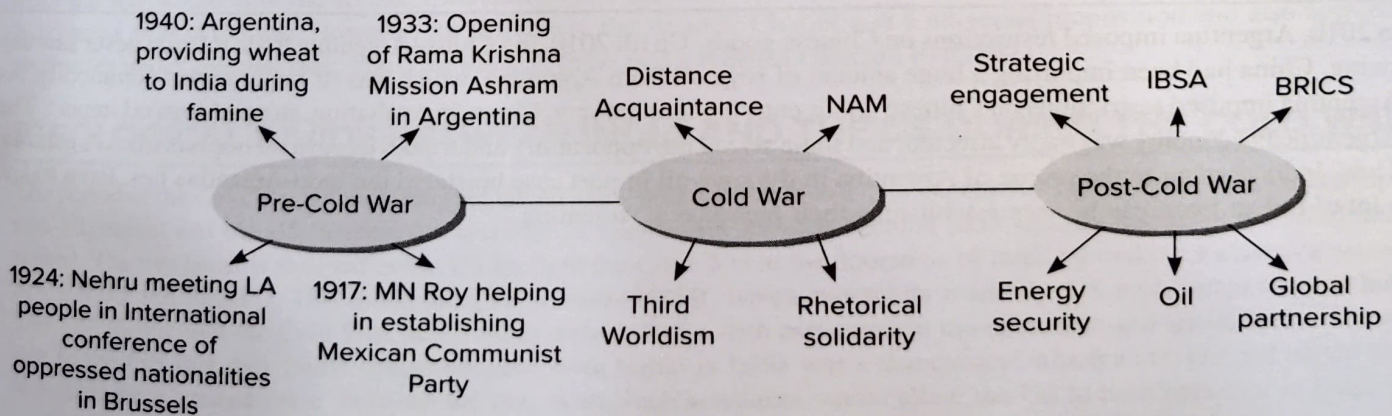 1940: Argentina,
providing wheat
to India during
famine
1933: Opening
of Rama Krishna
Mission Ashram
in Argentina
Distance
Acquaintance
NAM
Strategic
engagement
IBSA
BRICS
Pre-Cold War
Cold War
Post-Cold War
1924: Nehru meeting LA
people in International
conference of
oppressed nationalities
in Brussels
1917: MN Roy helping
in establishing
Mexican Communist
Party
Third
Worldism
Rhetorical
solidarity
Energy
security
Oil
Global
partnership